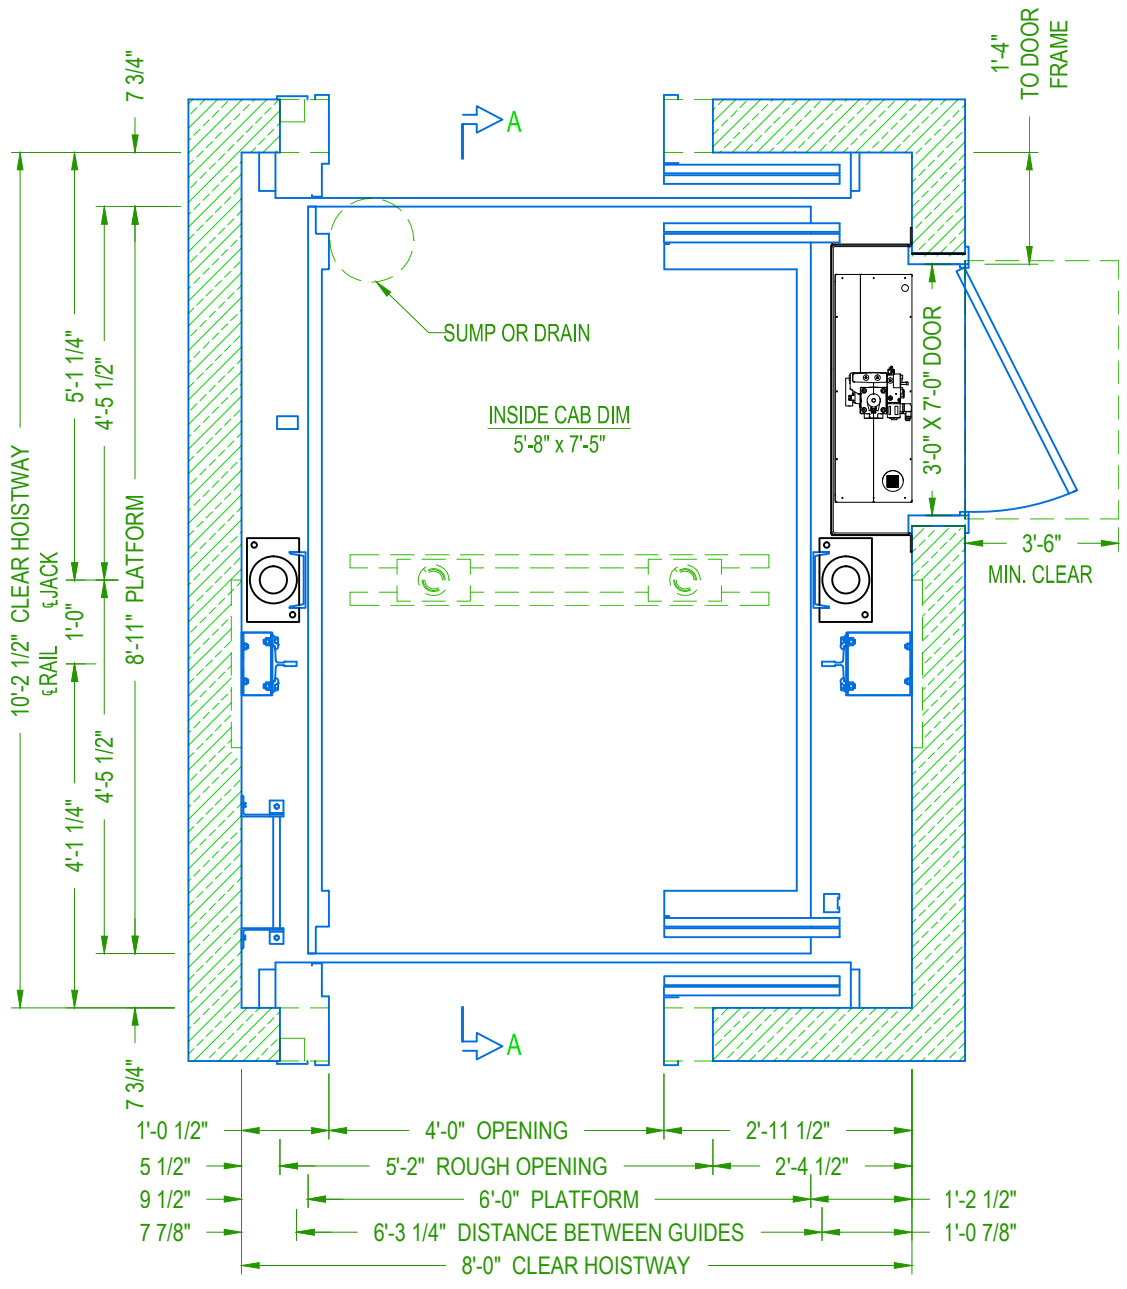 1'-4"
TO DOOR
FRAME
7 3/4"
A
5'-1 1/4"
4'-5 1/2"
SUMP OR DRAIN
INSIDE CAB DIM
5'-8" x 7'-5"
3'-0" X 7'-0" DOOR
10'-2 1/2" CLEAR HOISTWAY
8'-11" PLATFORM
℄ JACK
1'-0"
℄ RAIL
3'-6"
MIN. CLEAR
4'-5 1/2"
4'-1 1/4"
A
7 3/4"
1'-0 1/2"
4'-0" OPENING
2'-11 1/2"
5 1/2"
5'-2" ROUGH OPENING
2'-4 1/2"
9 1/2"
6'-0" PLATFORM
1'-2 1/2"
7 7/8"
6'-3 1/4" DISTANCE BETWEEN GUIDES
1'-0 7/8"
8'-0" CLEAR HOISTWAY